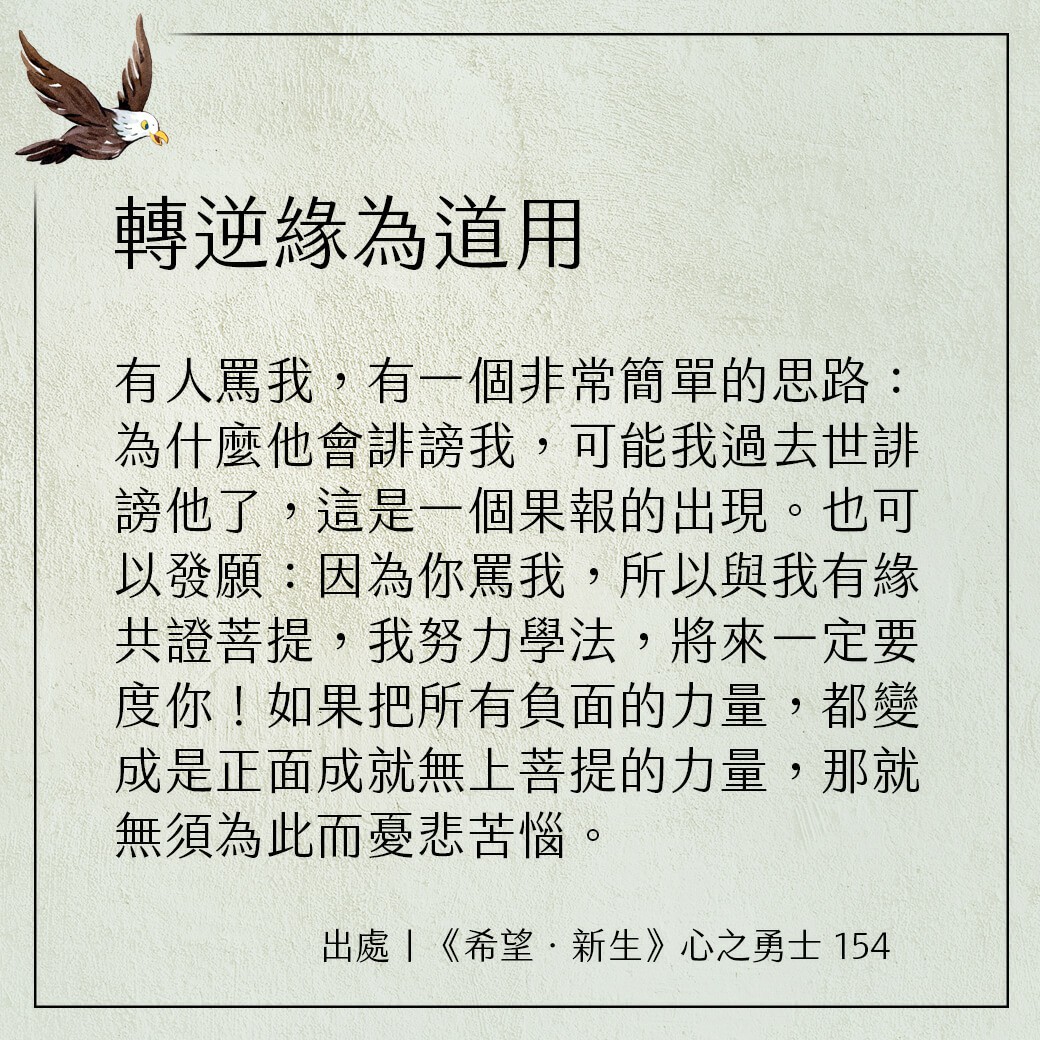 轉逆緣為道用
有人罵我，有一個非常簡單的思路：
為什麼他會誹謗我，可能我過去世誹
謗他了，這是一個果報的出現。也可
以發願：因為你罵我，所以與我有緣
共證菩提，我努力學法，將來一定要
度你！如果把所有負面的力量，都變
成是正面成就無上菩提的力量，那就
無須為此而憂悲苦惱。
出處｜《希望．新生》心之勇士 154